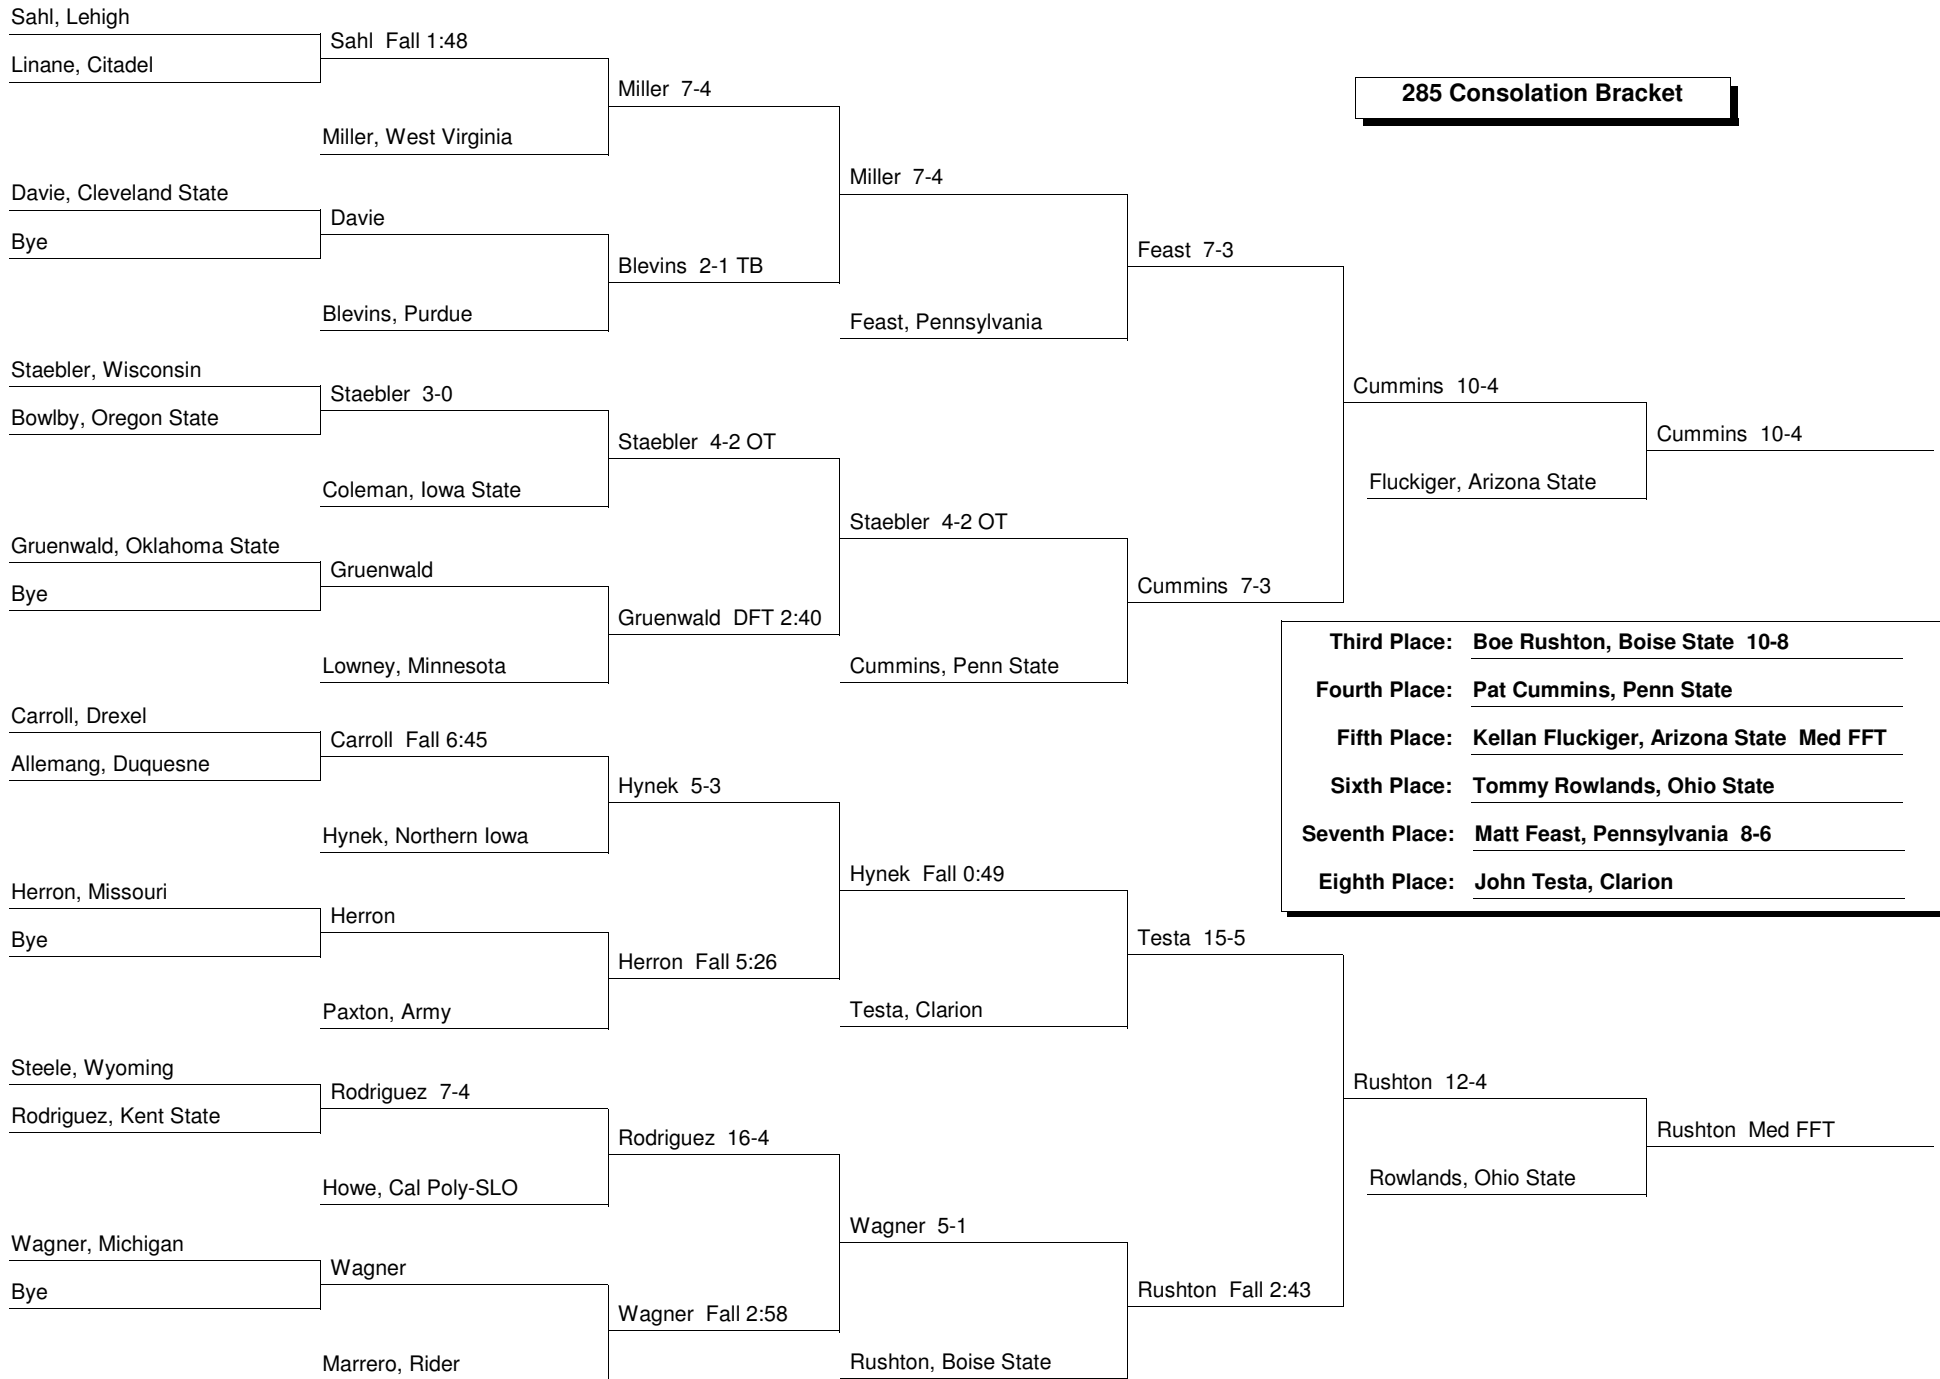 Sahl, Lehigh
Sahl Fall 1:48
Linane, Citadel
Miller 7-4
285 Consolation Bracket
Miller, West Virginia
Miller 7-4
Davie, Cleveland State
Davie
Bye
Feast 7-3
Blevins 2-1 TB
Blevins, Purdue
Feast, Pennsylvania
Staebler, Wisconsin
Staebler 3-0
Cummins 10-4
Bowlby, Oregon State
Staebler 4-2 OT
Cummins 10-4
Coleman, Iowa State
Fluckiger, Arizona State
Staebler 4-2 OT
Gruenwald, Oklahoma State
Gruenwald
Bye
Cummins 7-3
Gruenwald DFT 2:40
Lowney, Minnesota
Cummins, Penn State
Third Place: Boe Rushton, Boise State 10-8
Fourth Place: Pat Cummins, Penn State
Fifth Place: Kellan Fluckiger, Arizona State Med FFT
Sixth Place: Tommy Rowlands, Ohio State
Seventh Place: Matt Feast, Pennsylvania 8-6
Eighth Place: John Testa, Clarion
Carroll, Drexel
Carroll Fall 6:45
Allemang, Duquesne
Hynek 5-3
Hynek, Northern Iowa
Hynek Fall 0:49
Herron, Missouri
Herron
Bye
Testa 15-5
Herron Fall 5:26
Paxton, Army
Testa, Clarion
Steele, Wyoming
Rodriguez 7-4
Rushton 12-4
Rodriguez, Kent State
Rodriguez 16-4
Rushton Med FFT
Howe, Cal Poly-SLO
Rowlands, Ohio State
Wagner 5-1
Wagner, Michigan
Wagner
Bye
Rushton Fall 2:43
Wagner Fall 2:58
Marrero, Rider
Rushton, Boise State